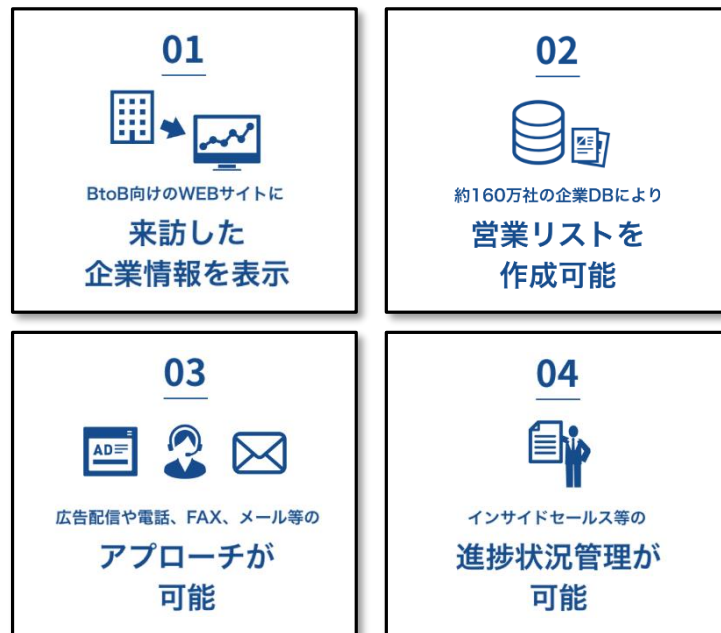 01
BtoB向けのWEBサイトに
来訪した
企業情報を表示
02
約160万社の企業DBにより
営業リストを
作成可能
03
AD
広告配信や電話、FAX、メール等の
アプローチが
可能
04
インサイドセールス等の
進捗状況管理が
可能